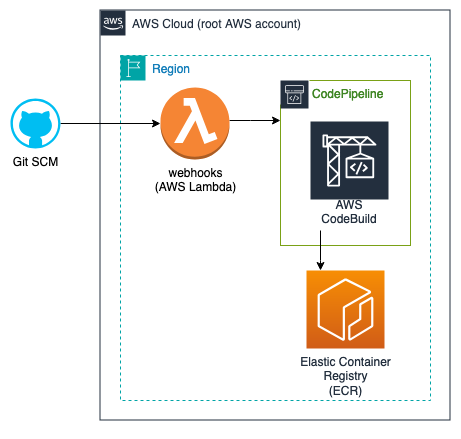 aws
AWS Cloud (root AWS account)
Region
CodePipeline
Git SCM
webhooks
(AWS Lambda)
AWS
CodeBuild
Elastic Container
Registry
(ECR)